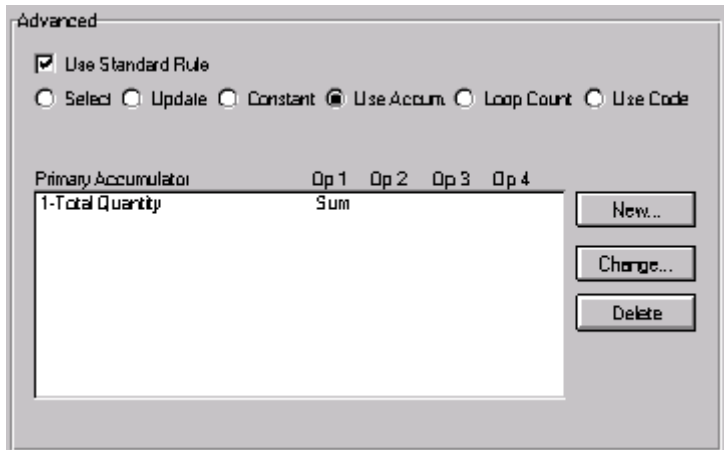 Advanced
Use Standard Rule
Select Update Constant Use Accum. Loop Count Use Code
Primary Accumulator Op 1 Op 2 Op 3 Op 4
1-Total Quantity Sum
New...
Change...
Delete